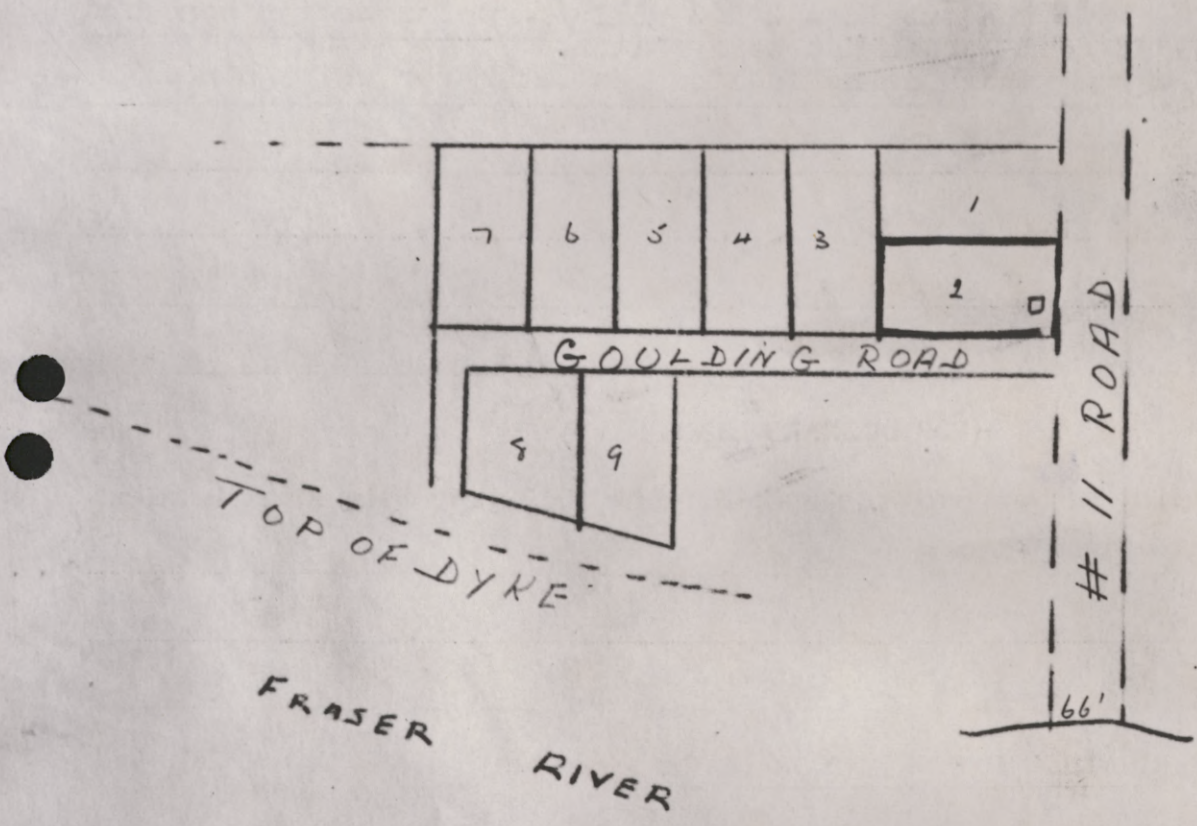 1
7 6 5 4 3
2
GOULDING ROAD
8 9
# 11 ROAD
TOP OF DYKE
66'
FRASER RIVER